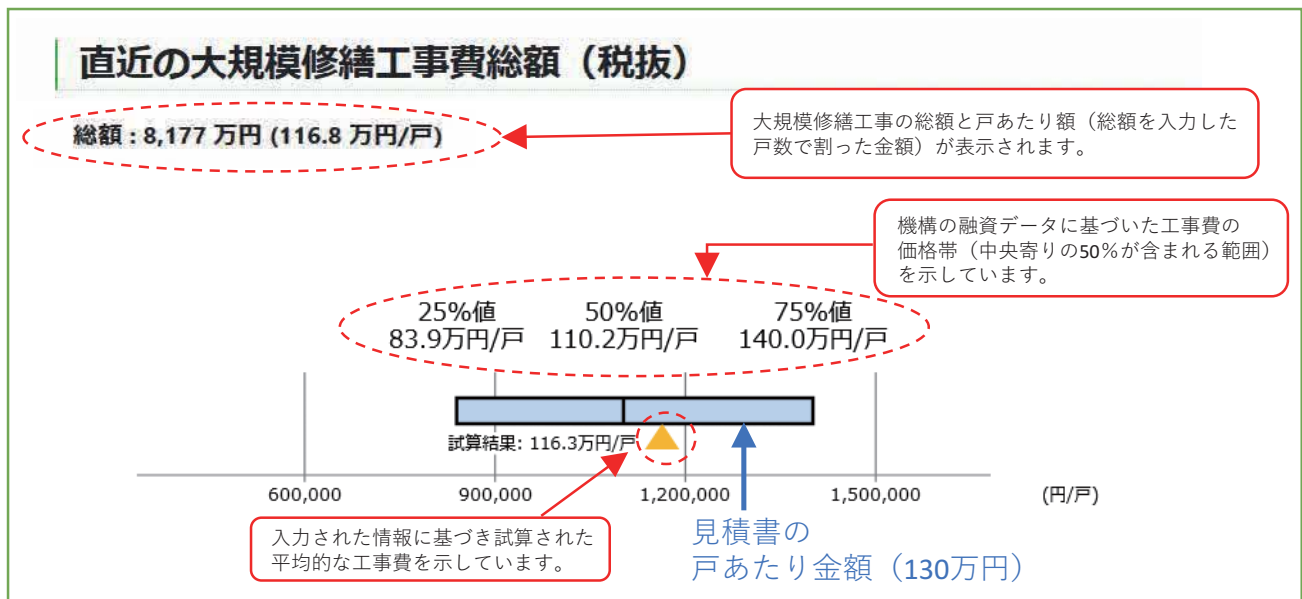 直近の大規模修繕工事費総額（税抜）
総額 : 8,177 万円 (116.8 万円/戸)
大規模修繕工事の総額と戸あたり額（総額を入力した
戸数で割った金額）が表示されます。
機構の融資データに基づいた工事費の
価格帯（中央寄りの50%が含まれる範囲）
を示しています。
25%値 50%値 75%値
83.9万円/戸 110.2万円/戸 140.0万円/戸
試算結果: 116.3万円/戸
600,000 900,000 1,200,000 1,500,000 (円/戸)
入力された情報に基づき試算された
平均的な工事費を示しています。
見積書の
戸あたり金額（130万円）